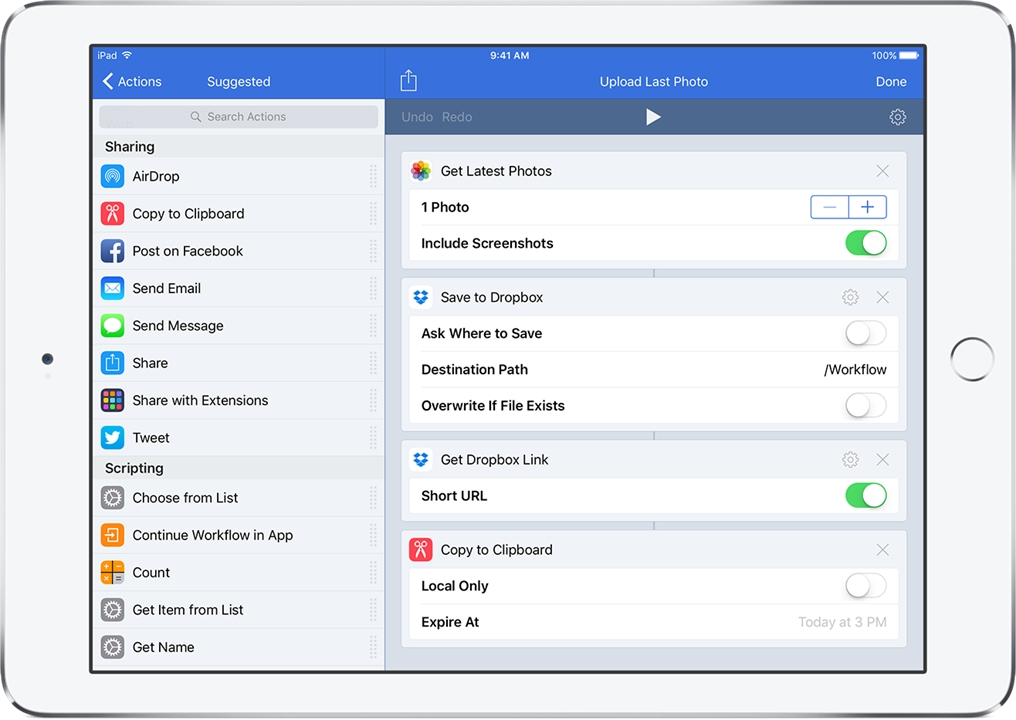 iPad
9:41 AM
100%
Actions
Suggested
Upload Last Photo
Done
Search Actions
Undo Redo
Sharing
AirDrop
Copy to Clipboard
Post on Facebook
Send Email
Send Message
Share
Share with Extensions
Tweet
Scripting
Choose from List
Continue Workflow in App
Count
Get Item from List
Get Name
Get Latest Photos
1 Photo
Include Screenshots
Save to Dropbox
Ask Where to Save
Destination Path /Workflow
Overwrite If File Exists
Get Dropbox Link
Short URL
Copy to Clipboard
Local Only
Expire At Today at 3 PM